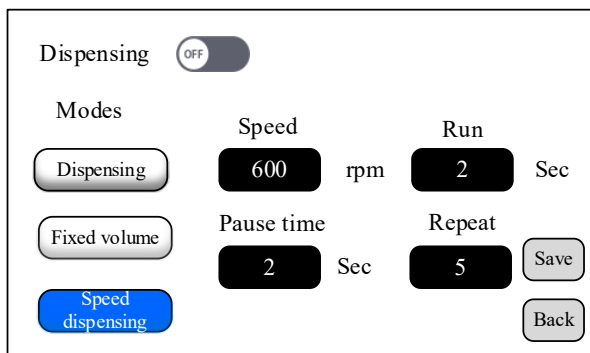 Dispensing OFF
Modes
Speed Run
Dispensing 600 rpm 2 Sec
Fixed volume Pause time Repeat
2 Sec 5 Save
Speed
dispensing
Back